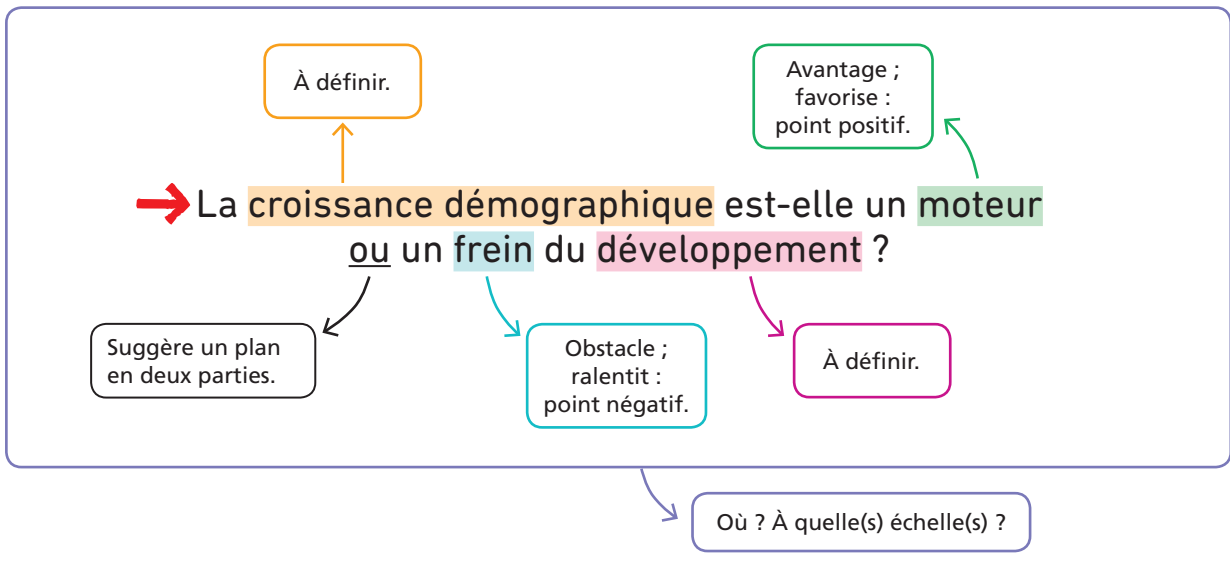 À définir.
Avantage ;
favorise :
point positif.
La croissance démographique est-elle un moteur
ou un frein du développement ?
Suggère un plan
en deux parties.
Obstacle ;
ralentit :
point négatif.
À définir.
Où ? À quelle(s) échelle(s) ?